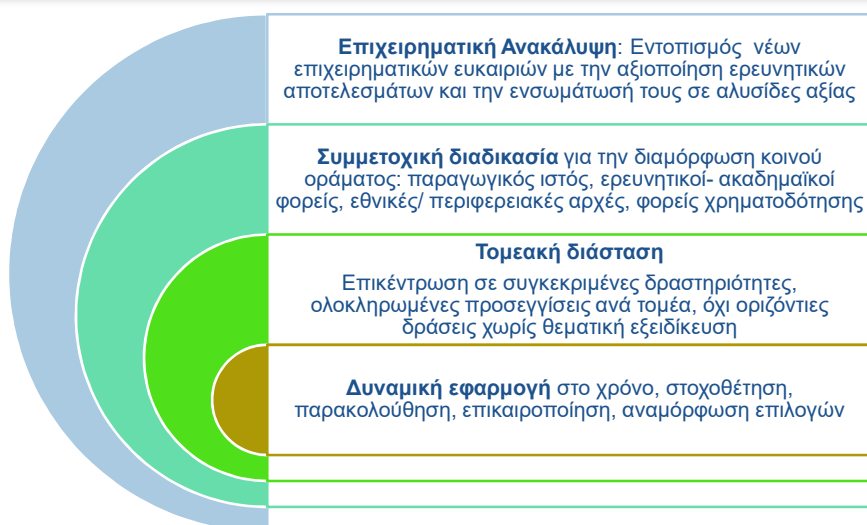 Επιχειρηματική Ανακάλυψη: Εντοπισμός νέων
επιχειρηματικών ευκαιριών με την αξιοποίηση ερευνητικών
αποτελεσμάτων και την ενσωμάτωσή τους σε αλυσίδες αξίας
Συμμετοχική διαδικασία για την διαμόρφωση κοινού
οράματος: παραγωγικός ιστός, ερευνητικοί- ακαδημαϊκοί
φορείς, εθνικές/ περιφερειακές αρχές, φορείς χρηματοδότησης
Τομεακή διάσταση
Επικέντρωση σε συγκεκριμένες δραστηριότητες,
ολοκληρωμένες προσεγγίσεις ανά τομέα, όχι οριζόντιες
δράσεις χωρίς θεματική εξειδίκευση
Δυναμική εφαρμογή στο χρόνο, στοχοθέτηση,
παρακολούθηση, επικαιροποίηση, αναμόρφωση επιλογών